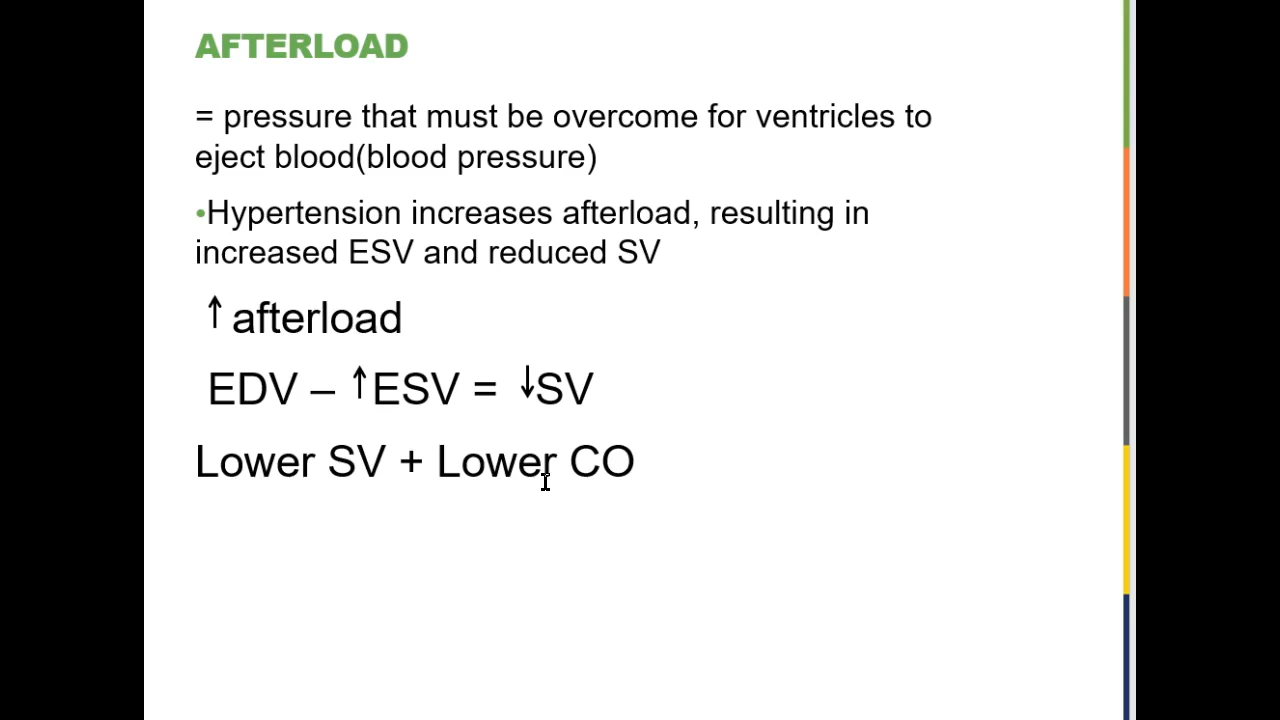 AFTERLOAD
= pressure that must be overcome for ventricles to
eject blood(blood pressure)
•Hypertension increases afterload, resulting in
increased ESV and reduced SV
↑afterload
EDV – ↑ESV = ↓SV
Lower SV + Lower CO